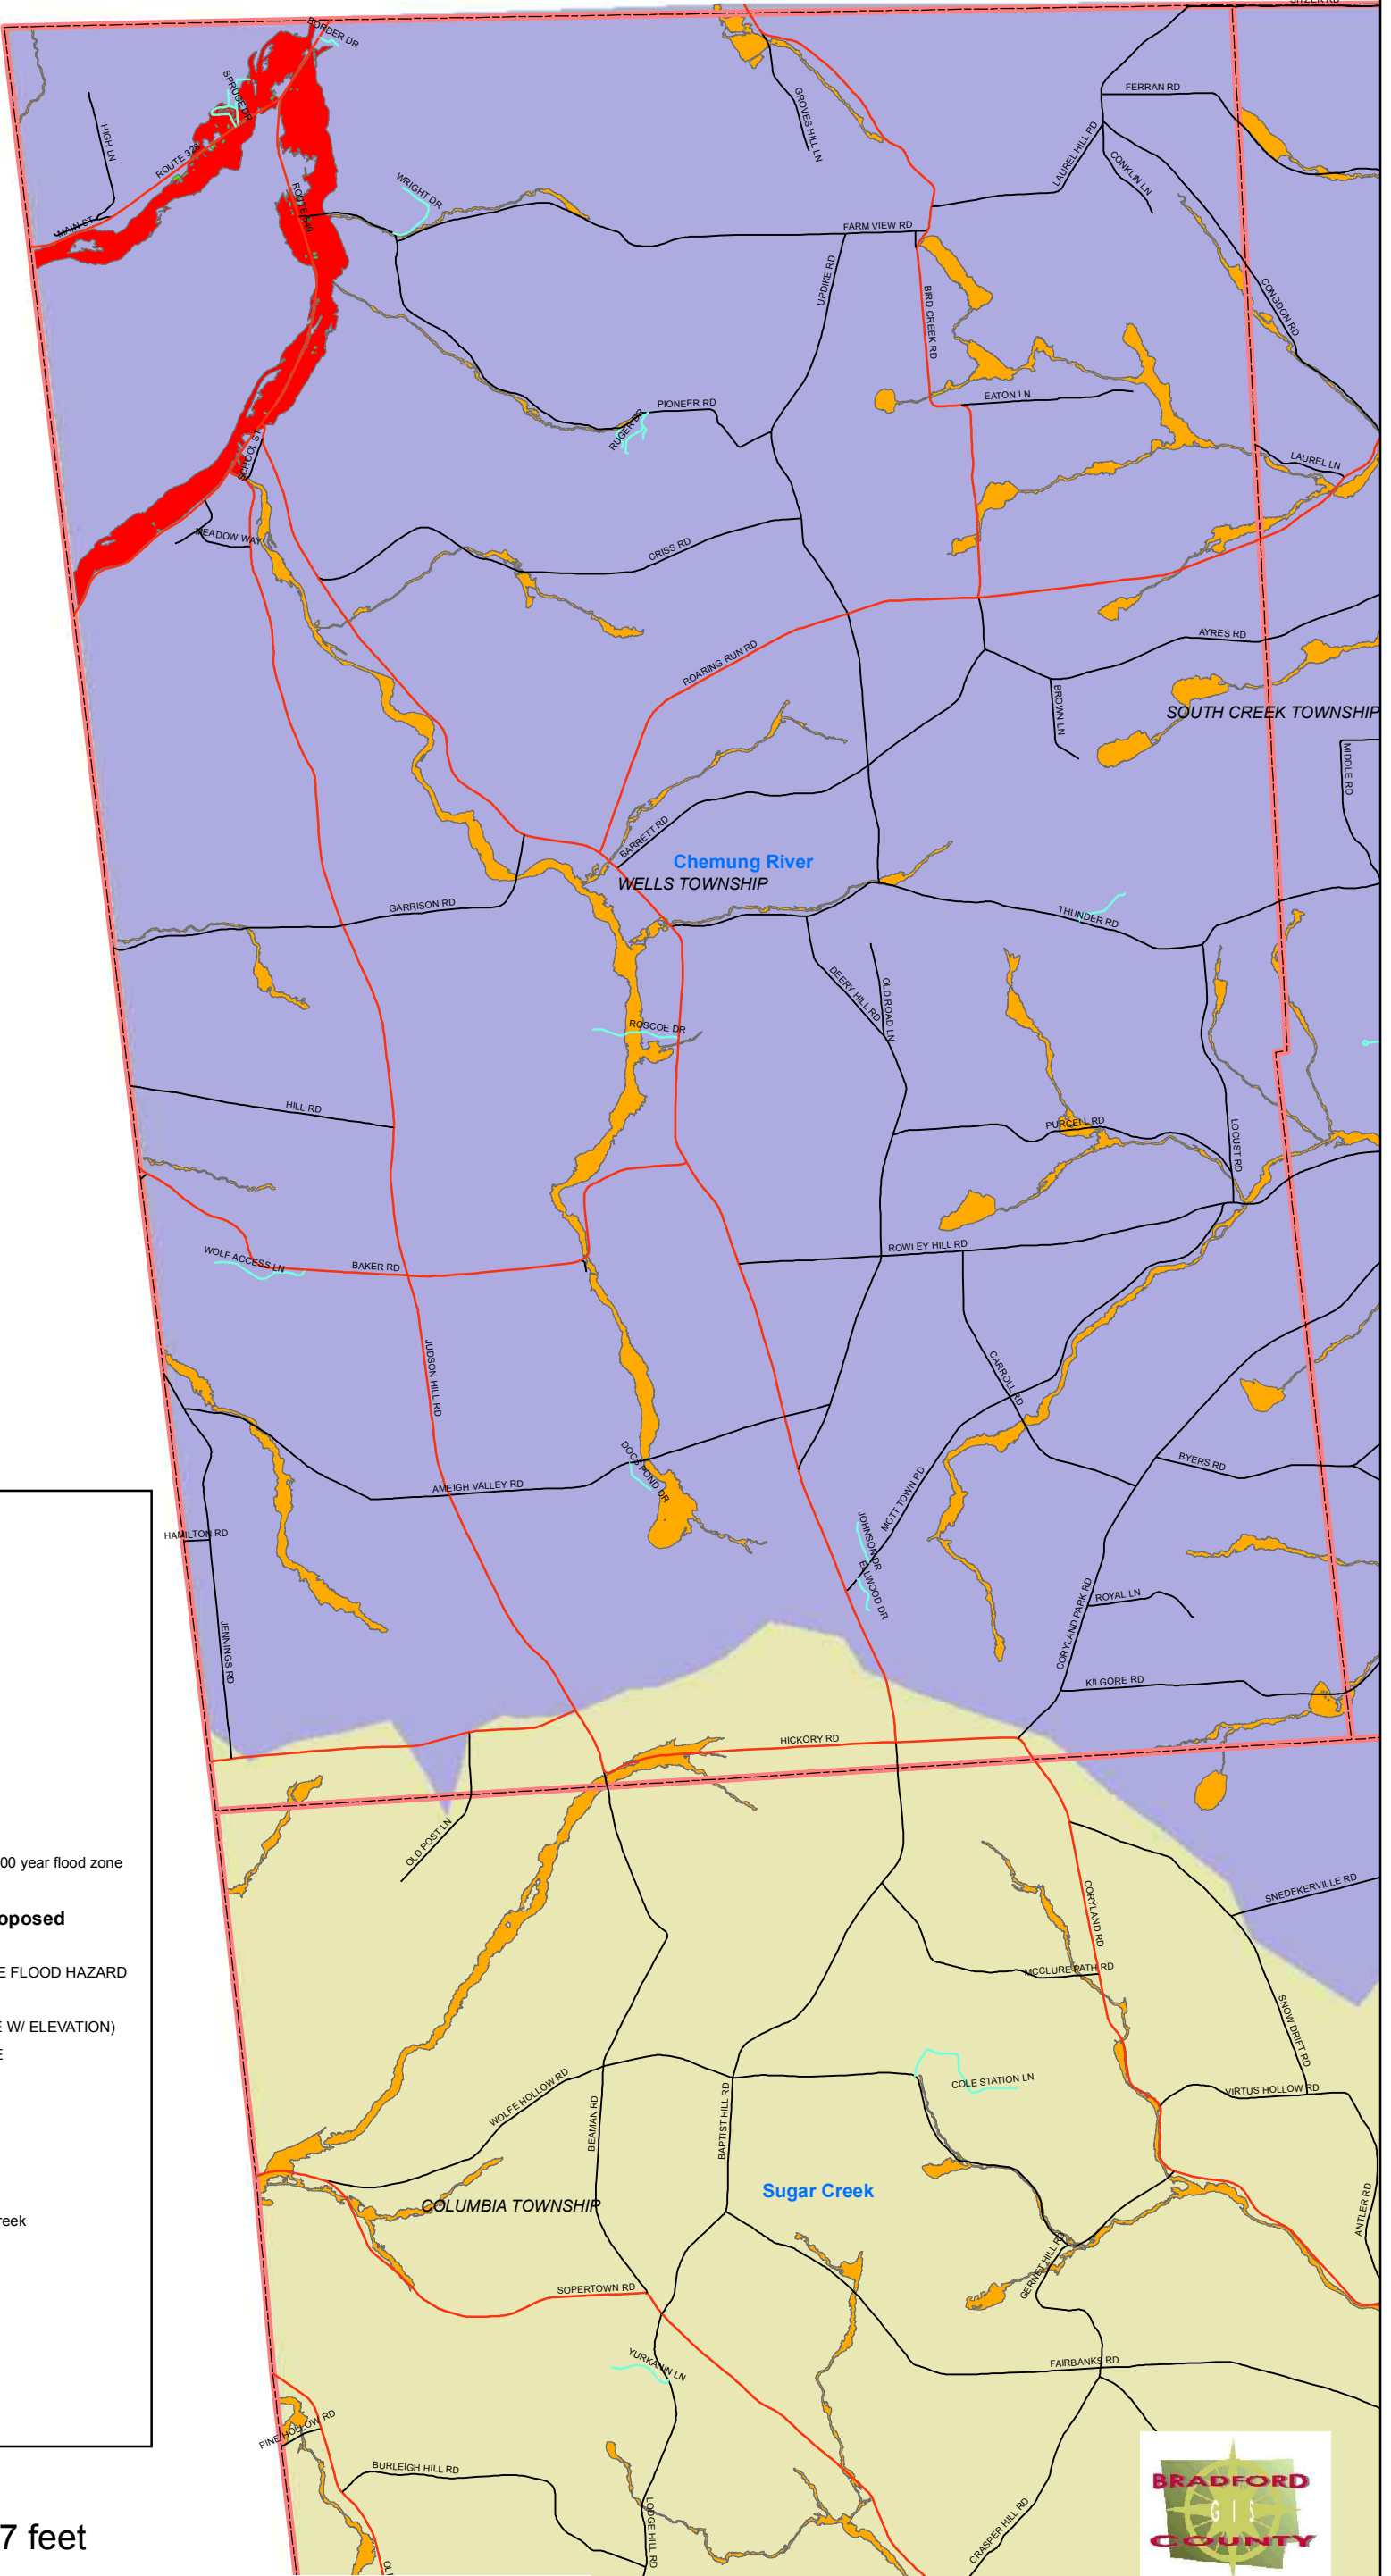 SITZER RD
BORDER DR
SPRUCE DR
HIGH LN
GROVES HILL LN
FERRAN RD
LAUREL HILL RD
CONKLIN LN
ROUTE 328
WRIGHT DR
MAIN ST
ROUTE 549
FARM VIEW RD
UPDIKE RD
BIRD CREEK RD
CONGDON RD
EATON LN
PIONEER RD
RUGER DR
SCHOOL ST
LAUREL LN
MEADOW WAY
CRISS RD
AYRES RD
ROARING RUN RD
BROWN LN
SOUTH CREEK TOWNSHIP
MIDDLE RD
BARRETT RD
Chemung River
WELLS TOWNSHIP
GARRISON RD
THUNDER RD
DEERY HILL RD
OLD ROAD LN
ROSCOE DR
HILL RD
PURCELL RD
LOCUST RD
ROWLEY HILL RD
WOLF ACCESS LN
BAKER RD
JUDSON HILL RD
CARROLL RD
DOCS POND DR
BYERS RD
AMEIGH VALLEY RD
MOTT TOWN RD
JOHNSON DR
HAMILTON RD
ELLWOOD DR
ROYAL LN
CORYLAND PARK RD
JENNINGS RD
KILGORE RD
HICKORY RD
OLD POST LN
00 year flood zone
SNEDEKERVILLE RD
CORYLAND RD
oposed
E FLOOD HAZARD
MCCLURE PATH RD
E W/ ELEVATION)
SNOW DRIFT RD
E
COLE STATION LN
WOLFE HOLLOW RD
VIRTUS HOLLOW RD
BEAMAN RD
BAPTIST HILL RD
Sugar Creek
COLUMBIA TOWNSHIP
ANTLER RD
reek
GERNET HILL RD
SOPERTOWN RD
YURKANIN LN
FAIRBANKS RD
PINE HOLLOW RD
BURLEIGH HILL RD
BRADFORD
GIS
COUNTY
LODGE HILL RD
CRASPER HILL RD
7 feet
OL